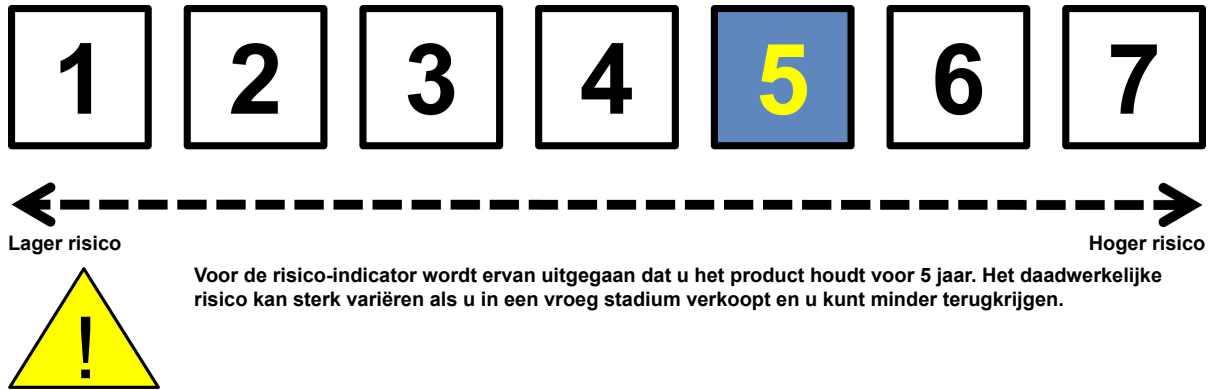 1 2 3 4 5 6 7
Lager risico Hoger risico
Voor de risico-indicator wordt ervan uitgegaan dat u het product houdt voor 5 jaar. Het daadwerkelijke
risico kan sterk variëren als u in een vroeg stadium verkoopt en u kunt minder terugkrijgen.
!